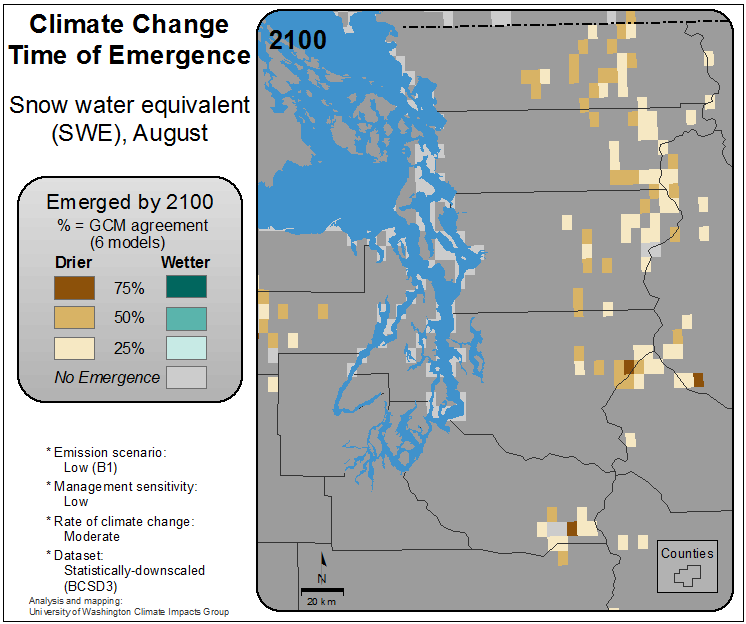 Climate Change
Time of Emergence
Snow water equivalent
(SWE), August
Emerged by 2100
% = GCM agreement
(6 models)
Drier Wetter
75%
50%
25%
No Emergence
* Emission scenario:
Low (B1)
* Management sensitivity:
Low
* Rate of climate change:
Moderate
* Dataset:
Statistically-downscaled
(BCSD3)
Analysis and mapping:
University of Washington Climate Impacts Group
2100
N
20 km
Counties